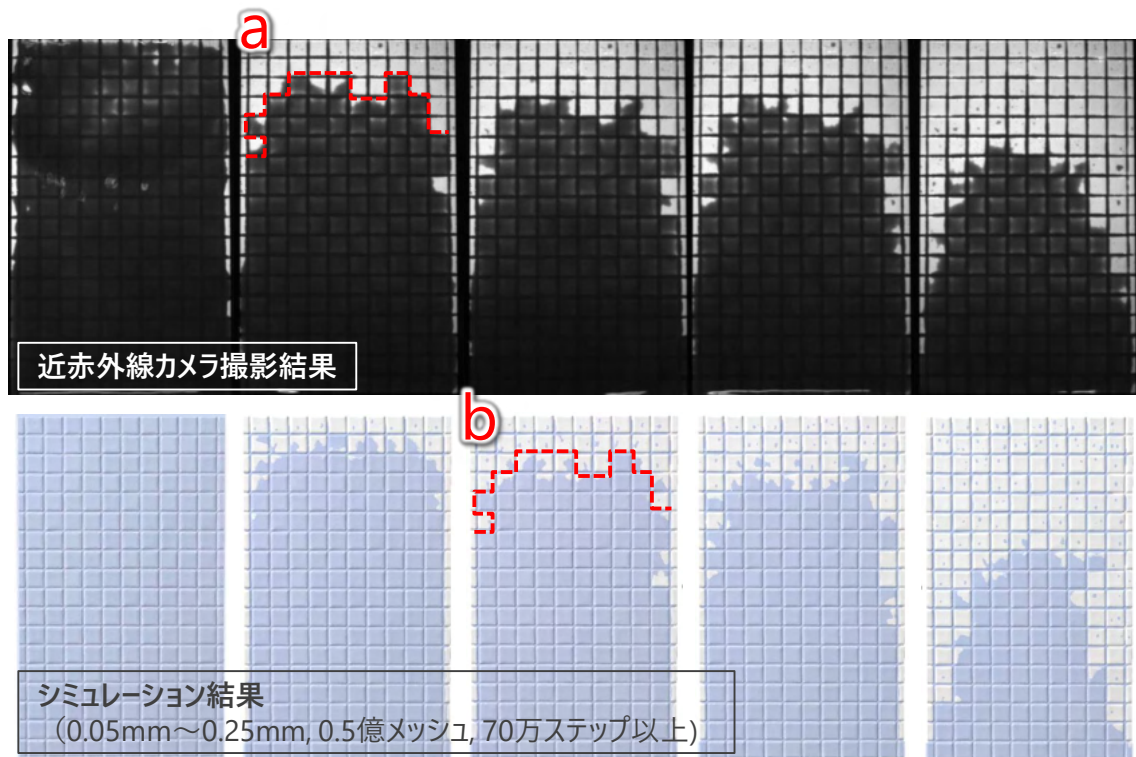 a
近赤外線カメラ撮影結果
b
シミュレーション結果
（0.05mm～0.25mm, 0.5億メッシュ, 70万ステップ以上)